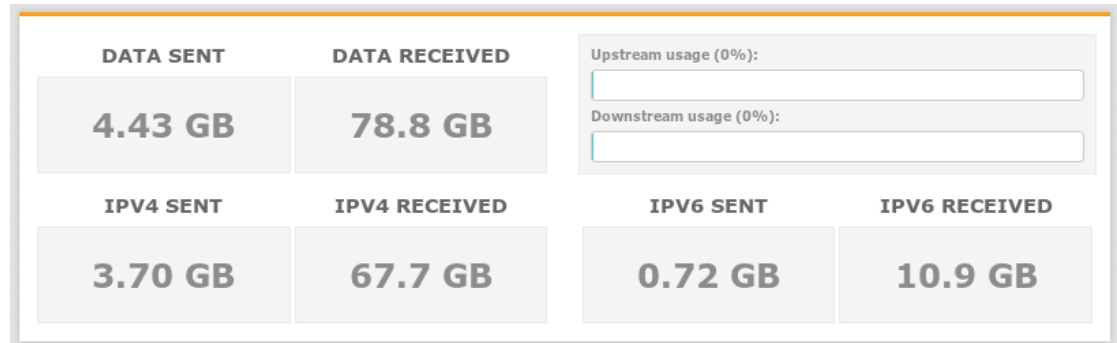 DATA SENT
DATA RECEIVED
Upstream usage (0%):
4.43 GB
78.8 GB
Downstream usage (0%):
IPV4 SENT
IPV4 RECEIVED
IPV6 SENT
IPV6 RECEIVED
3.70 GB
67.7 GB
0.72 GB
10.9 GB